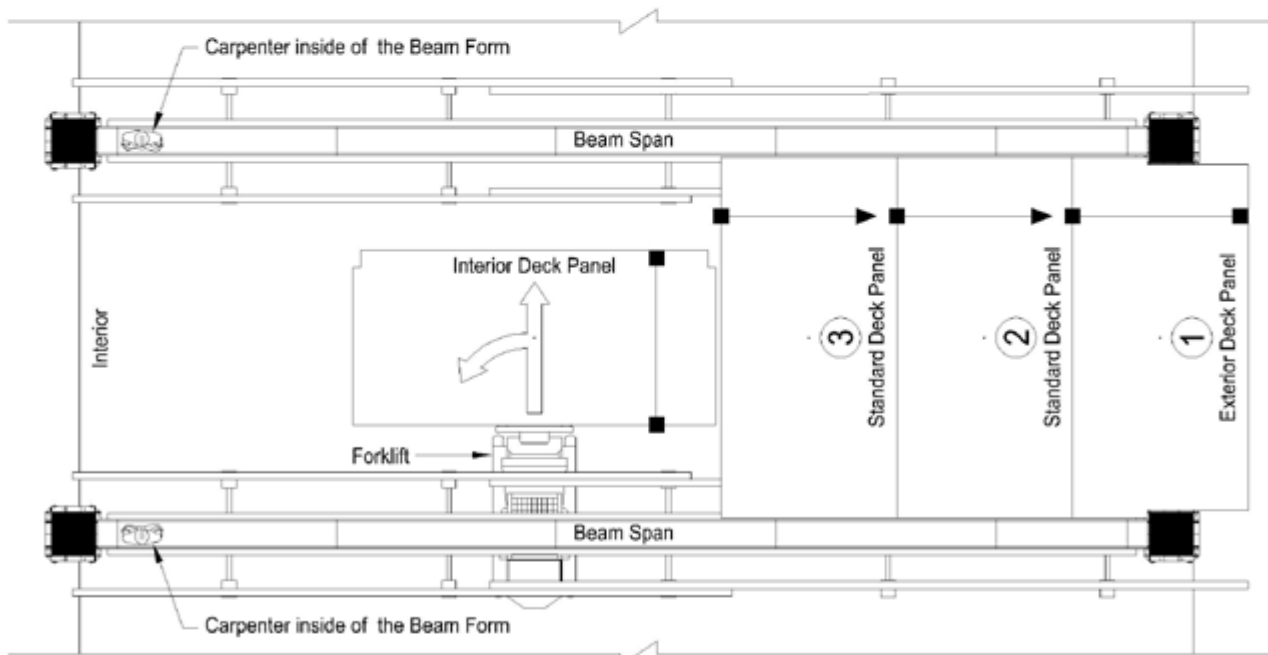 Carpenter inside of the Beam Form
Beam Span
Interior Deck Panel
Interior
3
Standard Deck Panel
2
Standard Deck Panel
1
Exterior Deck Panel
Forklift
Beam Span
Carpenter inside of the Beam Form